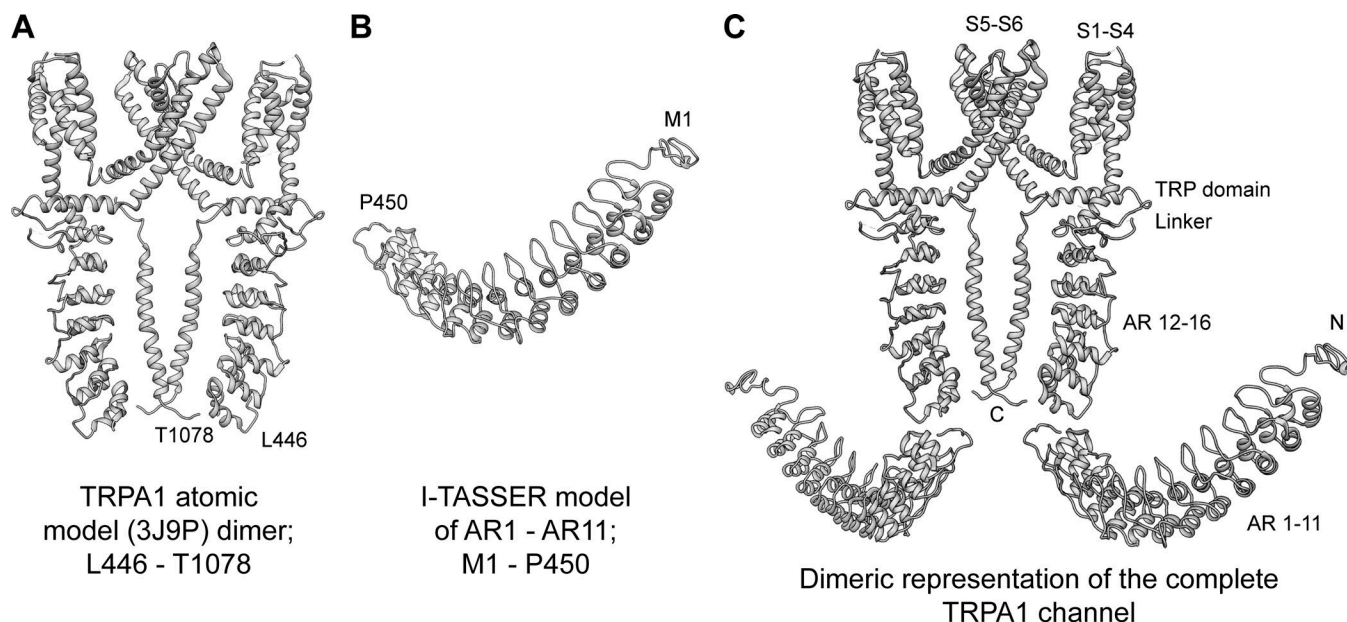 A
T1078
L446
TRPA1 atomic
model (3J9P) dimer;
L446 - T1078
B
M1
P450
I-TASSER model
of AR1 - AR11;
M1 - P450
C
S5-S6
S1-S4
TRP domain
Linker
AR 12-16
N
C
AR 1-11
Dimeric representation of the complete
TRPA1 channel